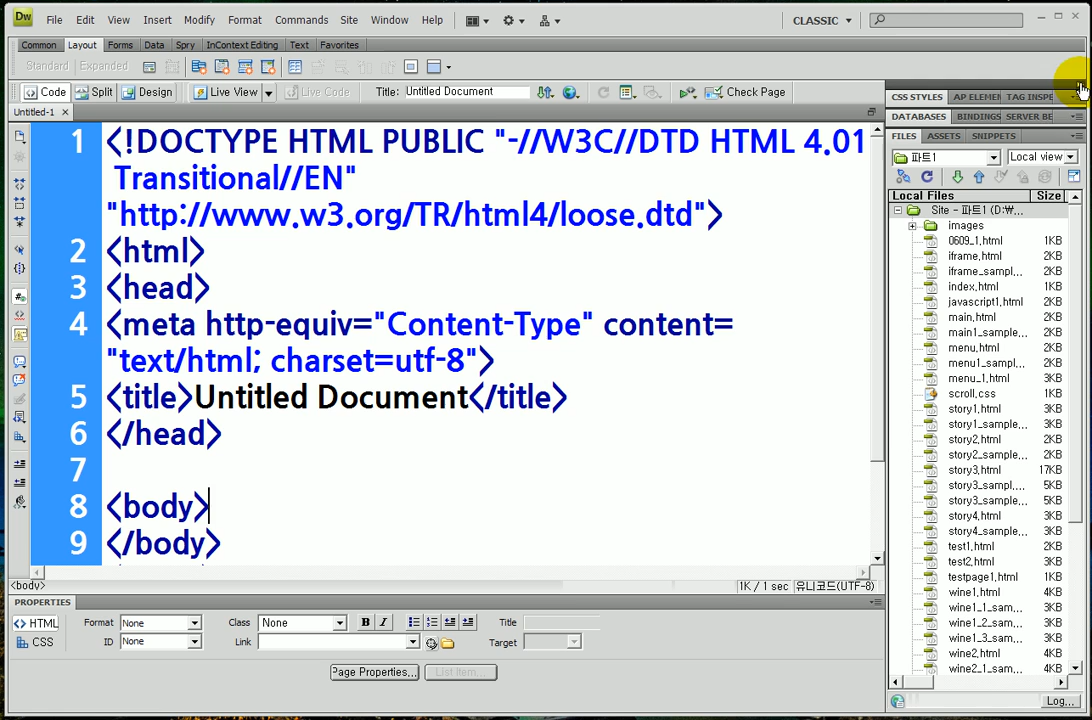 Dw File Edit View Insert Modify Format Commands Site Window Help CLASSIC
Common Layout Forms Data Spry InContext Editing Text Favorites
Standard Expanded
Code Split Design Live View Live Code Title: Untitled Document Check Page
Untitled-1
1 <!DOCTYPE HTML PUBLIC "-//W3C//DTD HTML 4.01
Transitional//EN"
"http://www.w3.org/TR/html4/loose.dtd">
2 <html>
3 <head>
4 <meta http-equiv="Content-Type" content=
"text/html; charset=utf-8">
5 <title>Untitled Document</title>
6 </head>
7
8 <body>
9 </body>
<body> 1K / 1 sec 유니코드(UTF-8)
PROPERTIES
<> HTML Format None Class None B I Title
CSS ID None Link Target
Page Properties... List Item...
CSS STYLES AP ELEMEN TAG INSPE
DATABASES BINDINGS SERVER BE
FILES ASSETS SNIPPETS
파트1 Local view
Local Files Size
Site - 파트1 (D:\...
images
0609_1.html 1KB
iframe.html 2KB
iframe_sampl... 2KB
index.html 1KB
javascript1.html 1KB
main.html 1KB
main1_sample... 2KB
menu.html 1KB
menu1_sampl... 2KB
menu_1.html 3KB
scroll.css 1KB
story1.html 3KB
story1_sample... 3KB
story2.html 2KB
story2_sample... 2KB
story3.html 17KB
story3_sampl... 5KB
story3_sample... 5KB
story4.html 3KB
story4_sample... 3KB
test1.html 2KB
test2.html 3KB
testpage1.html 1KB
wine1.html 4KB
wine1_1_sam... 3KB
wine1_2_sam... 3KB
wine1_3_sam... 3KB
wine2.html 4KB
wine2_1_sam... 4KB
Log...